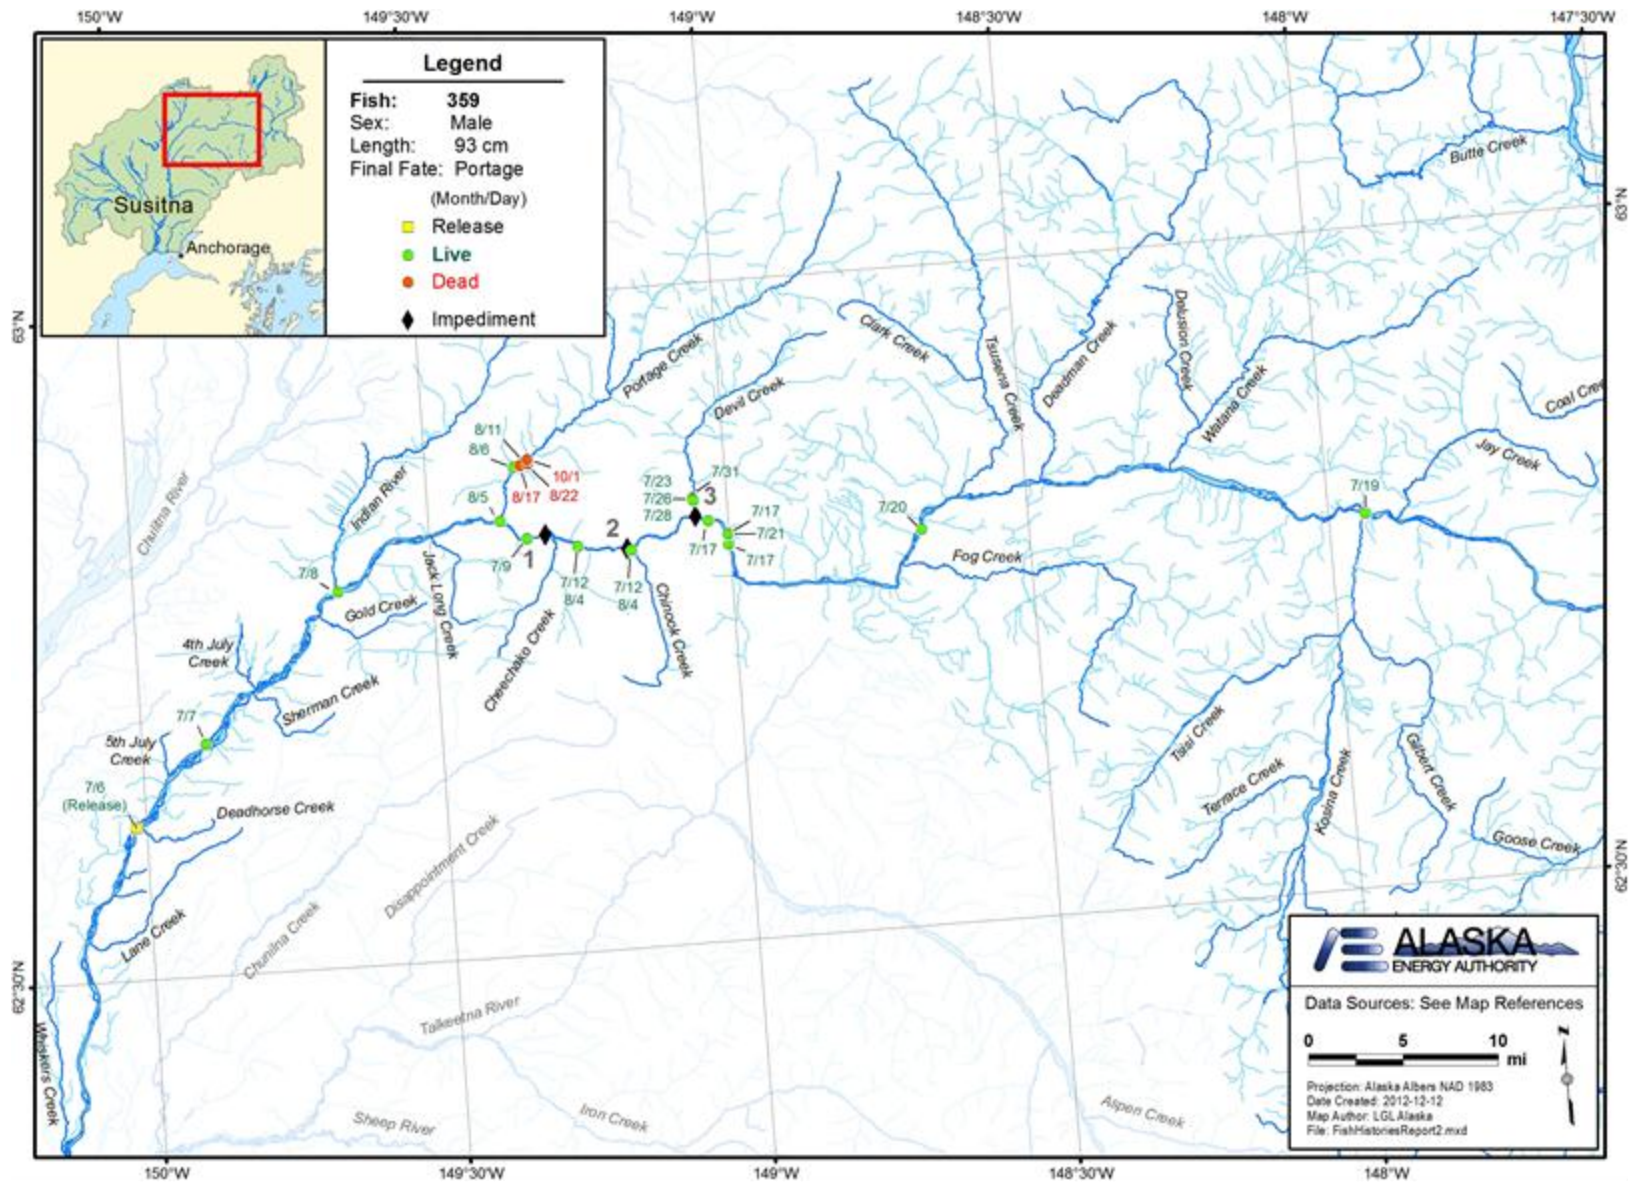 150°W 149°30'W 149°W 148°30'W 148°W 147°30'W
Susitna
Anchorage
Legend
Fish: 359
Sex: Male
Length: 93 cm
Final Fate: Portage
(Month/Day)
Release
Live
Dead
Impediment
63°N
63°N
Butte Creek
Portage Creek
Devil Creek
Clark Creek
Tsusena Creek
Deadman Creek
Delusion Creek
Watana Creek
Coal Cree
Jay Creek
Chulitna River
Indian River
8/11
8/6
10/1
8/17
8/22
8/5
7/23
7/26
7/28
7/31
3
7/17
7/21
7/17
7/17
7/20
7/19
2
1
7/9
7/12
8/4
7/12
8/4
7/8
Fog Creek
Jack Long Creek
Gold Creek
Cheechako Creek
Chinook Creek
4th July
Creek
Sherman Creek
7/7
5th July
Creek
7/6
(Release)
Deadhorse Creek
Tsisi Creek
Terrace Creek
Kosina Creek
Gilbert Creek
Goose Creek
Disappointment Creek
Chunilna Creek
Lane Creek
62°30'N
62°30'N
Talkeetna River
Whiskers Creek
Sheep River
Iron Creek
Aspen Creek
ALASKA
ENERGY AUTHORITY
Data Sources: See Map References
0 5 10
mi
N
Projection: Alaska Albers NAD 1983
Date Created: 2012-12-12
Map Author: LGL Alaska
File: FishHistoriesReport2.mxd
150°W 149°30'W 149°W 148°30'W 148°W